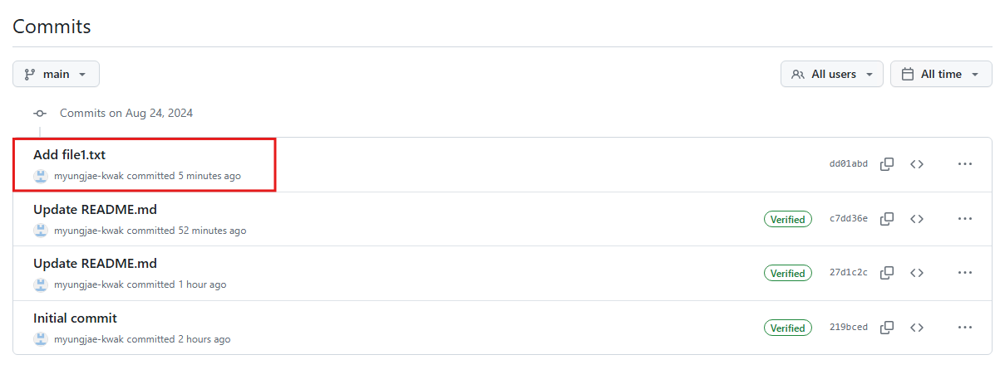 Commits
main
All users
All time
Commits on Aug 24, 2024
Add file1.txt
dd01abd
myungjae-kwak committed 5 minutes ago
Update README.md
Verified
c7dd36e
myungjae-kwak committed 52 minutes ago
Update README.md
Verified
27d1c2c
myungjae-kwak committed 1 hour ago
Initial commit
Verified
219bced
myungjae-kwak committed 2 hours ago